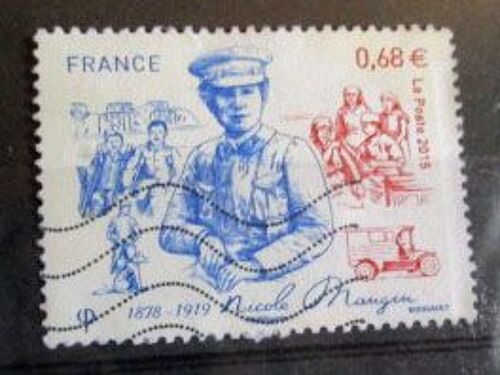 FRANCE
0,68 €
La Poste 2015
1878 - 1919 Nicole Mangin